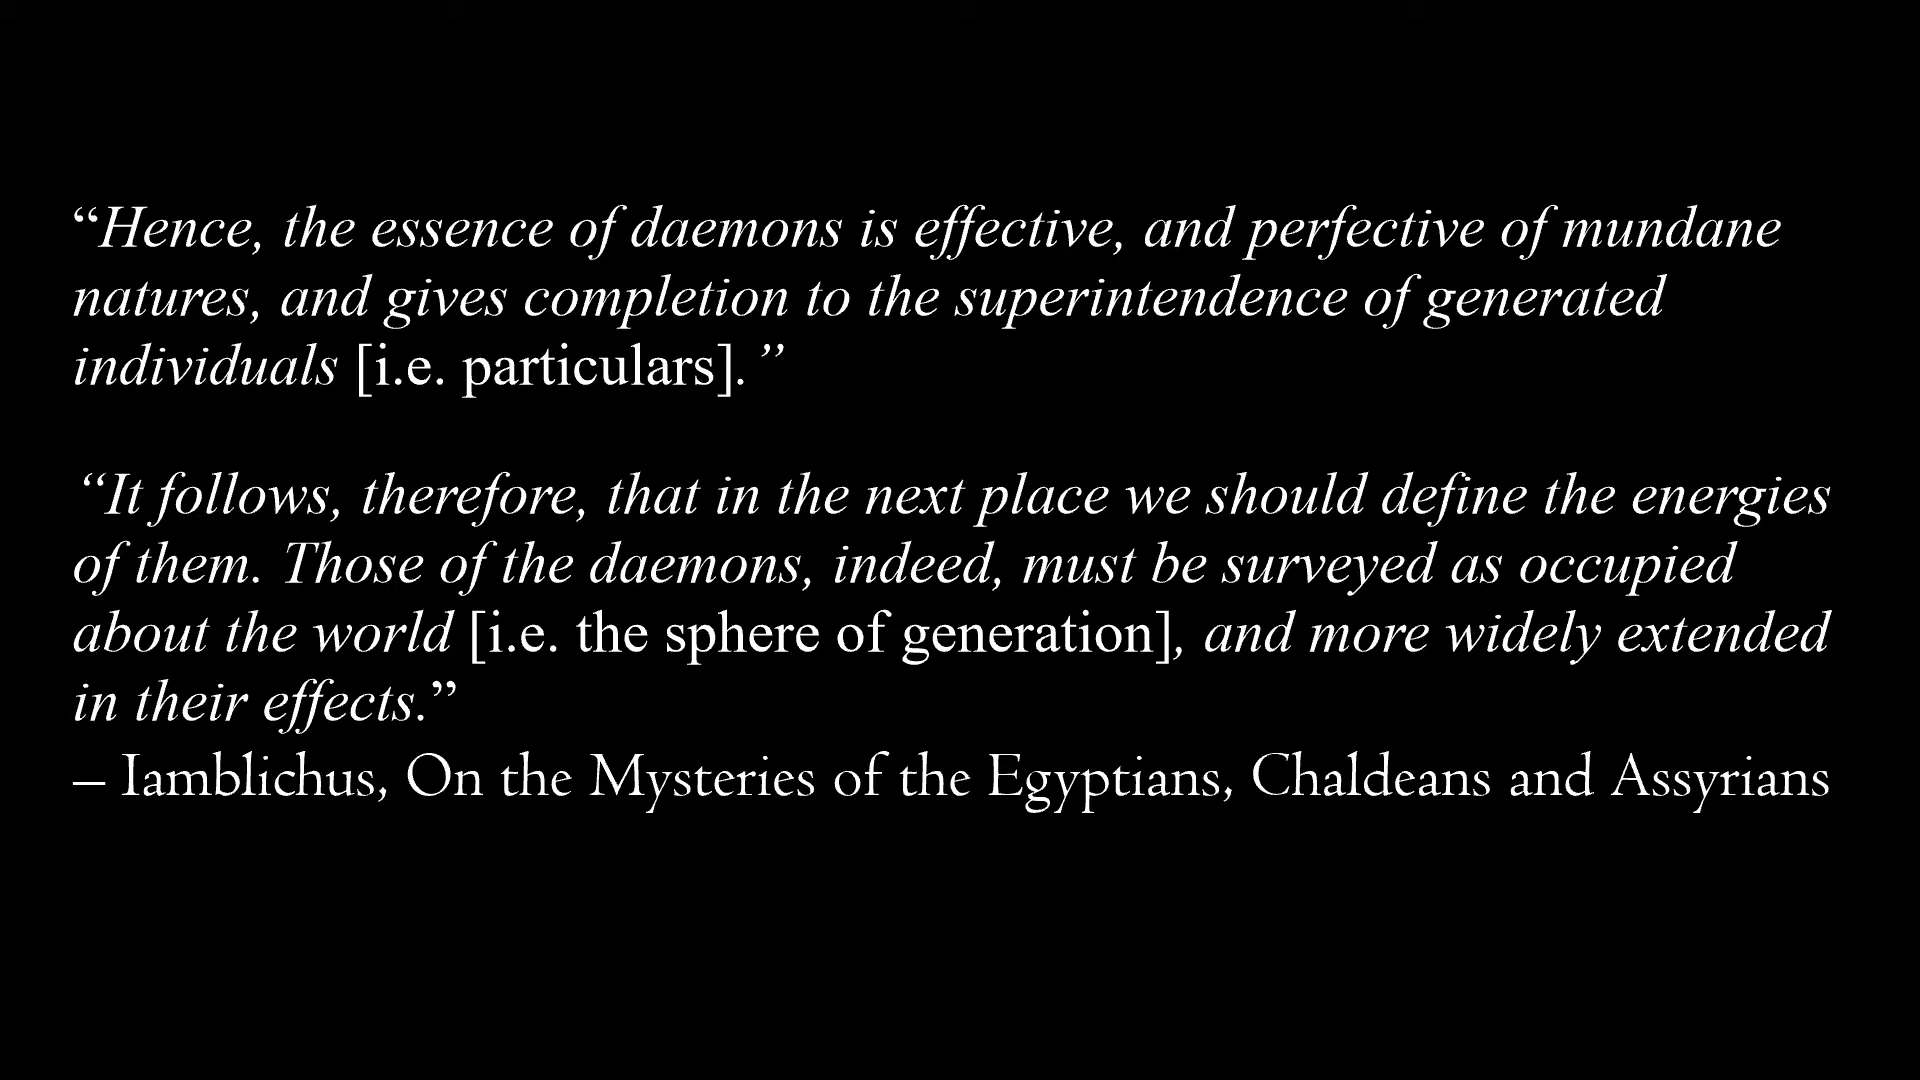 “Hence, the essence of daemons is effective, and perfective of mundane
natures, and gives completion to the superintendence of generated
individuals [i.e. particulars]. ”
“It follows, therefore, that in the next place we should define the energies
of them. Those of the daemons, indeed, must be surveyed as occupied
about the world [i.e. the sphere of generation], and more widely extended
in their effects.”
– Iamblichus, On the Mysteries of the Egyptians, Chaldeans and Assyrians